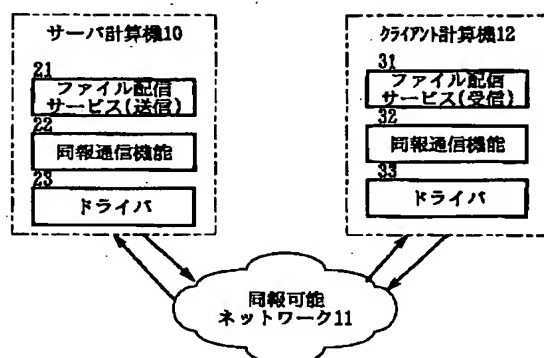 サーバ計算機10
21
ファイル配信
サービス(送信)
22
同報通信機能
23
ドライバ
クライアント計算機12
31
ファイル配信
サービス(受信)
32
同報通信機能
33
ドライバ
同報可能
ネットワーク11